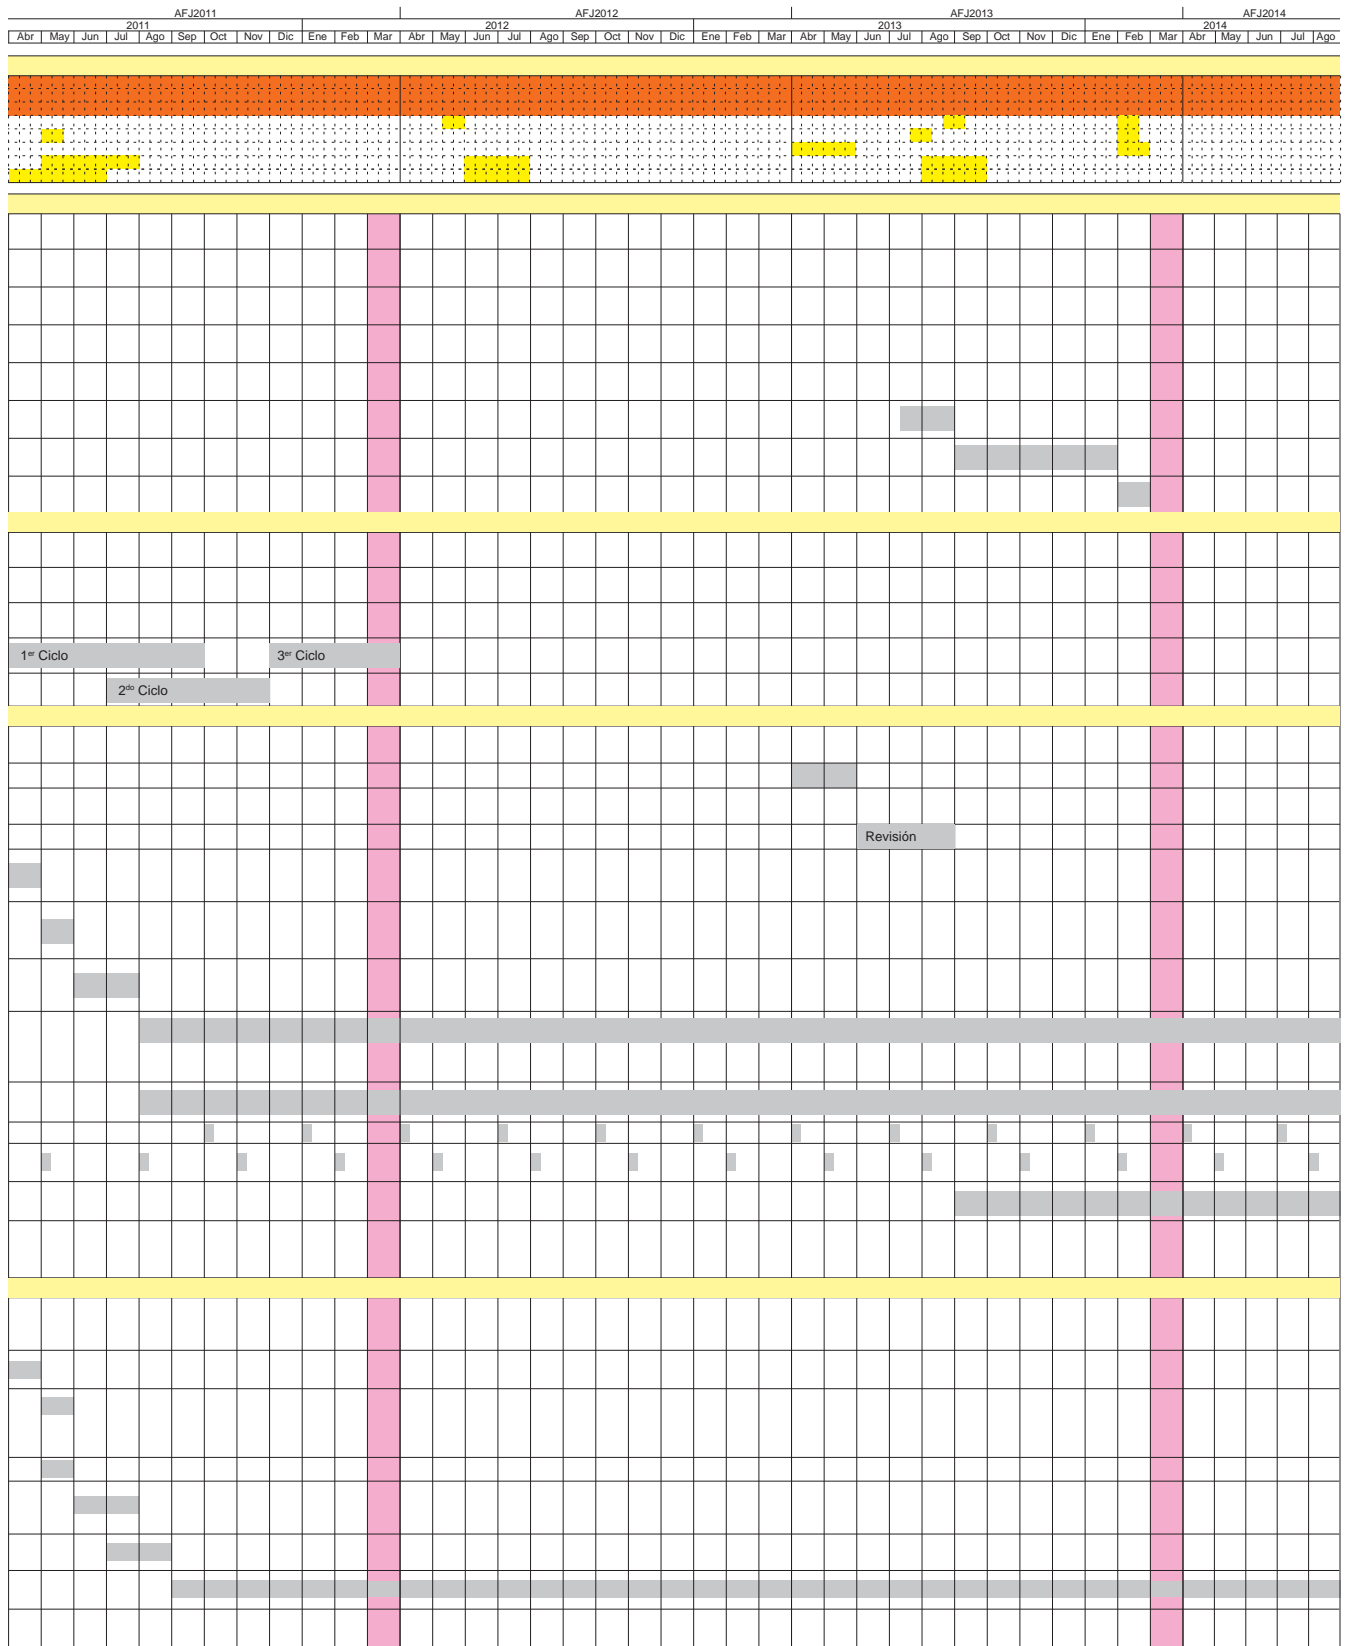 AFJ2011 AFJ2012 AFJ2013 AFJ2014
2011 2012 2013 2014
Abr May Jun Jul Ago Sep Oct Nov Dic Ene Feb Mar Abr May Jun Jul Ago Sep Oct Nov Dic Ene Feb Mar Abr May Jun Jul Ago Sep Oct Nov Dic Ene Feb Mar Abr May Jun Jul Ago
1er Ciclo 3er Ciclo
2do Ciclo
Revisión